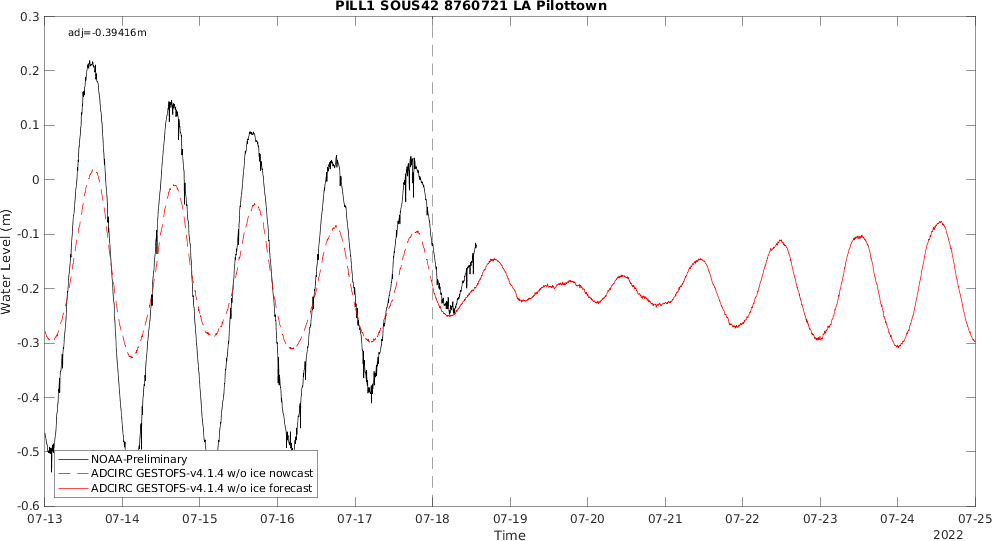 PILL1 SOUS42 8760721 LA Pilottown
adj=-0.39416m
0.3
0.2
0.1
0
-0.1
-0.2
-0.3
-0.4
-0.5
-0.6
Water Level (m)
NOAA-Preliminary
ADCIRC GESTOFS-v4.1.4 w/o ice nowcast
ADCIRC GESTOFS-v4.1.4 w/o ice forecast
07-13 07-14 07-15 07-16 07-17 07-18 07-19 07-20 07-21 07-22 07-23 07-24 07-25
Time
2022